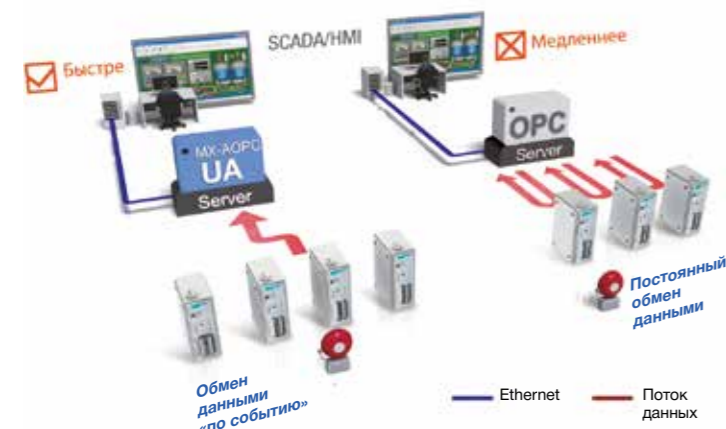 Быстре
SCADA/HMI
Медленнее
MX-AOPC
UA
Server
OPC
Server
Постоянный
обмен
данными
Обмен
данными
«по событию»
Ethernet
Поток
данных